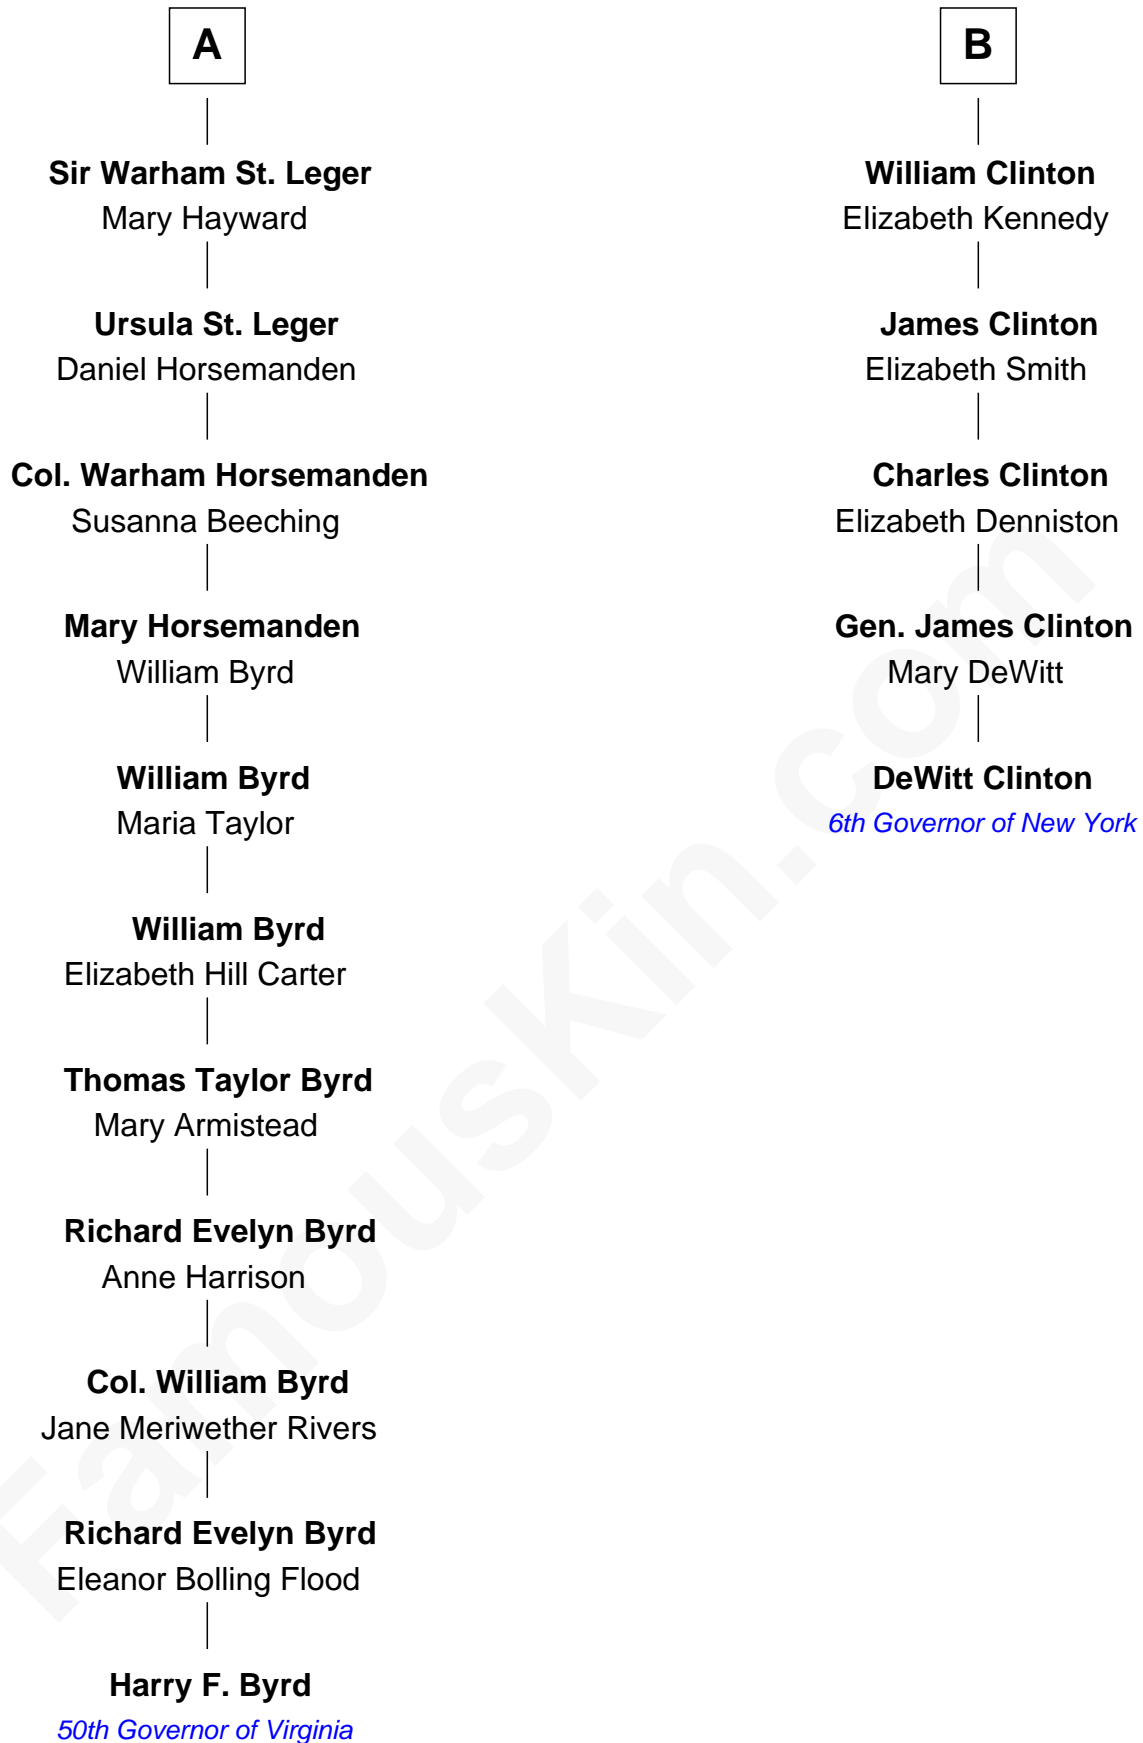 A
Sir Warham St. Leger
Mary Hayward
Ursula St. Leger
Daniel Horsemanden
Col. Warham Horsemanden
Susanna Beeching
Mary Horsemanden
William Byrd
William Byrd
Maria Taylor
William Byrd
Elizabeth Hill Carter
Thomas Taylor Byrd
Mary Armistead
Richard Evelyn Byrd
Anne Harrison
Col. William Byrd
Jane Meriwether Rivers
Richard Evelyn Byrd
Eleanor Bolling Flood
Harry F. Byrd
50th Governor of Virginia
B
William Clinton
Elizabeth Kennedy
James Clinton
Elizabeth Smith
Charles Clinton
Elizabeth Denniston
Gen. James Clinton
Mary DeWitt
DeWitt Clinton
6th Governor of New York
FamousKin.com